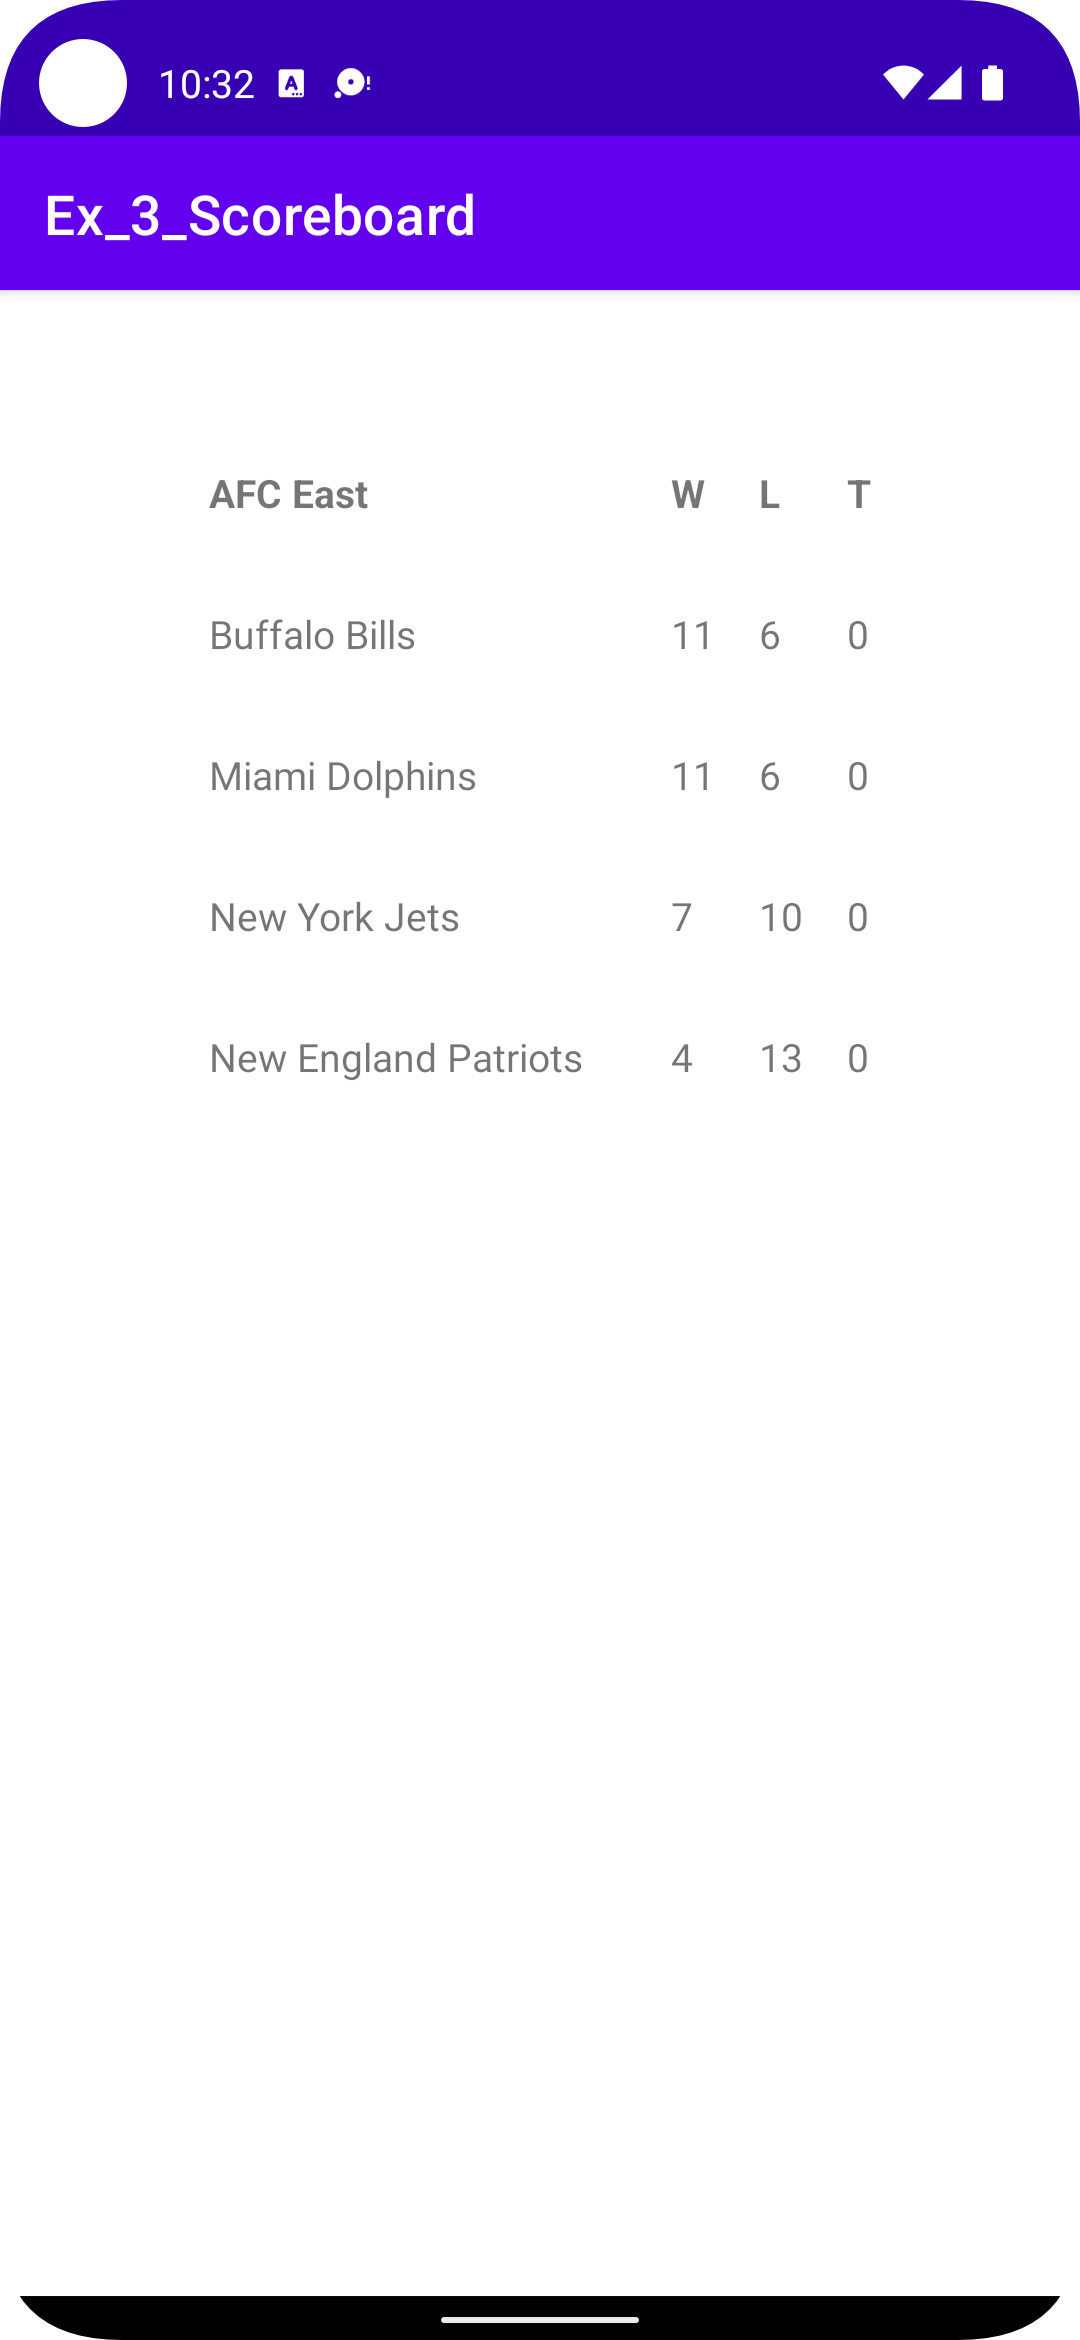 10:32
Ex_3_Scoreboard
AFC East W L T
Buffalo Bills 11 6 0
Miami Dolphins 11 6 0
New York Jets 7 10 0
New England Patriots 4 13 0